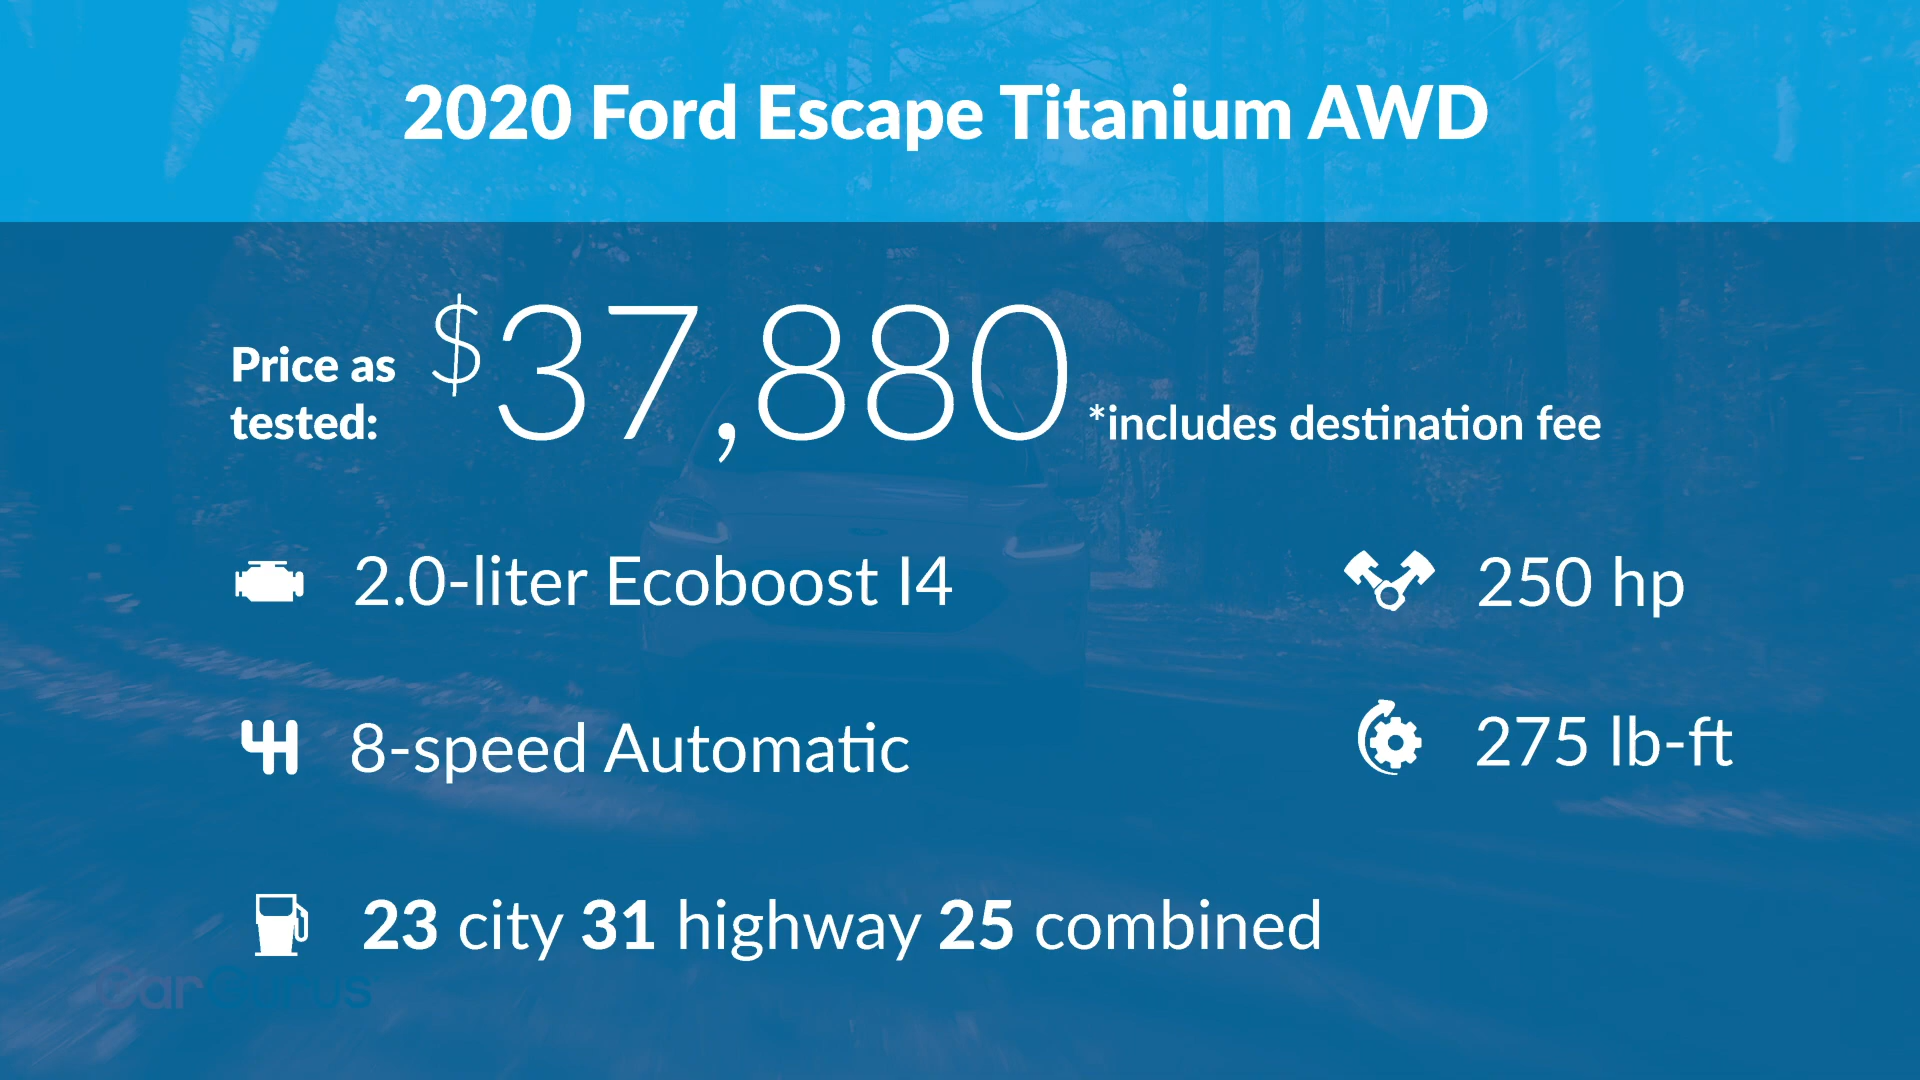 2020 Ford Escape Titanium AWD
Price as
tested:
$37,880 *includes destination fee
2.0-liter Ecoboost I4
250 hp
8-speed Automatic
275 lb-ft
23 city 31 highway 25 combined
CarGurus